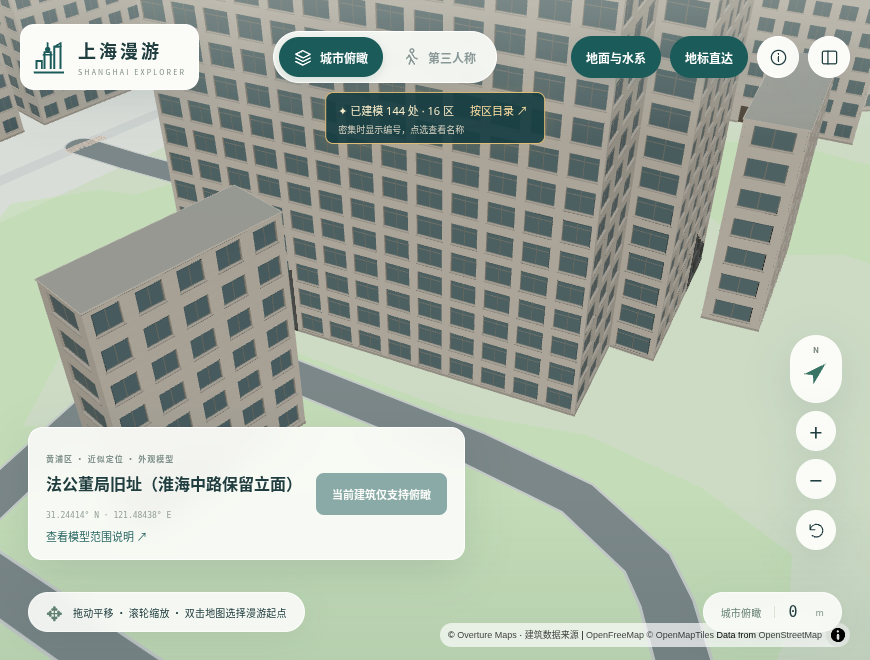 上海漫游
SHANGHAI EXPLORER
城市俯瞰
第三人称
地面与水系
地标直达
✦ 已建模 144 处 · 16 区 按区目录 ↗
密集时显示编号，点选查看名称
N
黄浦区 · 近似定位 · 外观模型
法公董局旧址（淮海中路保留立面）
当前建筑仅支持俯瞰
31.24414° N · 121.48438° E
查看模型范围说明 ↗
拖动平移 · 滚轮缩放 · 双击地图选择漫游起点
城市俯瞰 0 m
© Overture Maps · 建筑数据来源 | OpenFreeMap © OpenMapTiles Data from OpenStreetMap